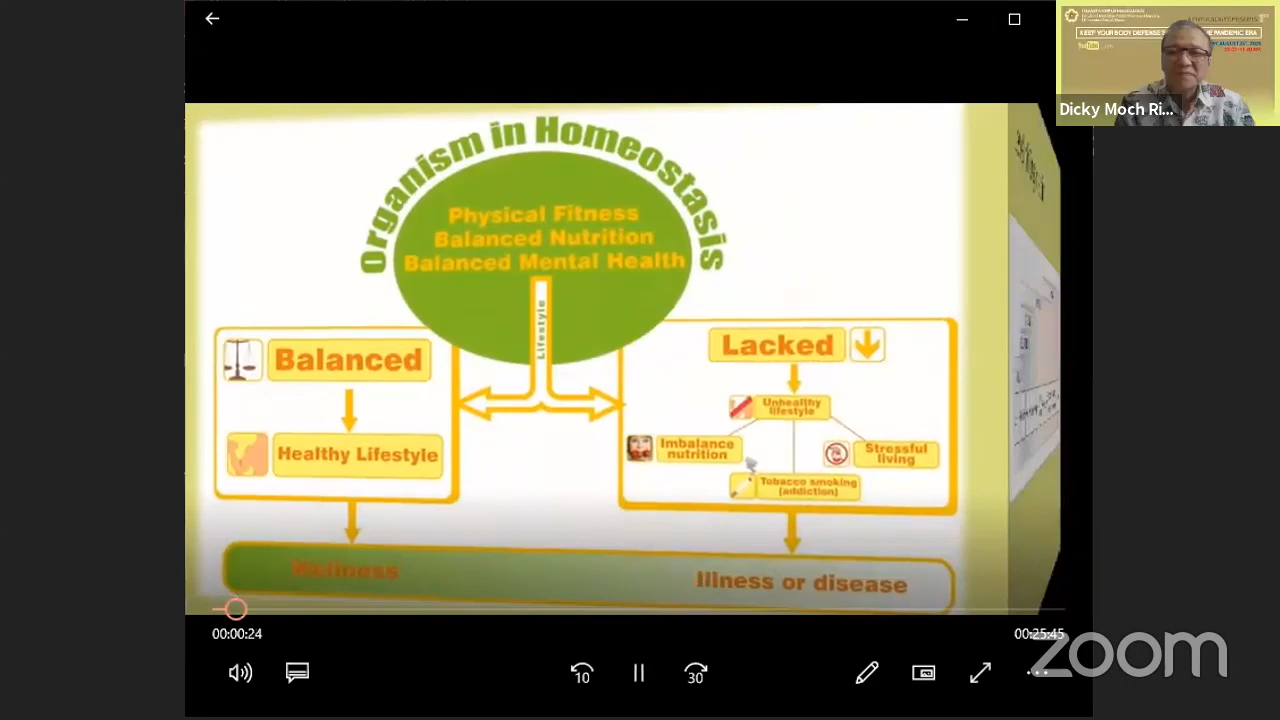 Organism in Homeostasis
Physical Fitness
Balanced Nutrition
Balanced Mental Health
Lifestyle
Balanced
Healthy Lifestyle
Lacked
Unhealthy
lifestyle
Imbalance
nutrition
Stressful
living
Tobacco smoking
(addiction)
Wellness
Illness or disease
00:00:24
00:25:45
10
30
zoom
KEEP YOUR BODY DEFENSE
PANDEMIC ERA
YouTube
Dicky Moch Ri...